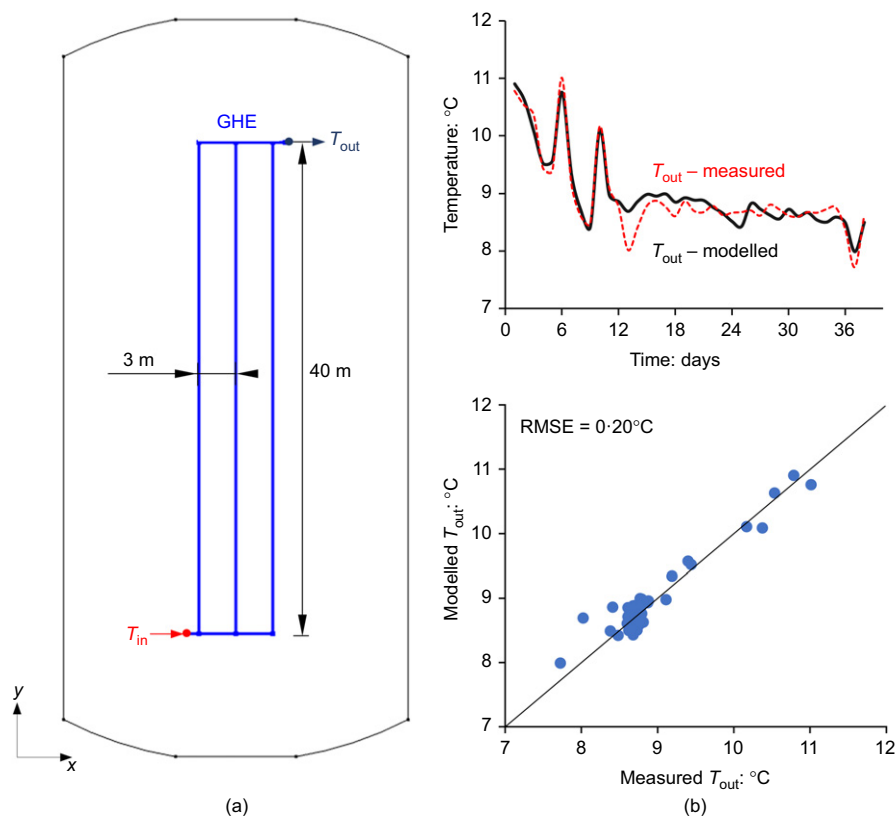 GHE
T_out
3 m
40 m
T_in
y
x
(a)
12
11
10
9
8
7
Temperature: °C
T_out – measured
T_out – modelled
0
6
12
18
24
30
36
Time: days
12
11
10
9
8
7
Modelled T_out: °C
RMSE = 0·20°C
7
8
9
10
11
12
Measured T_out: °C
(b)